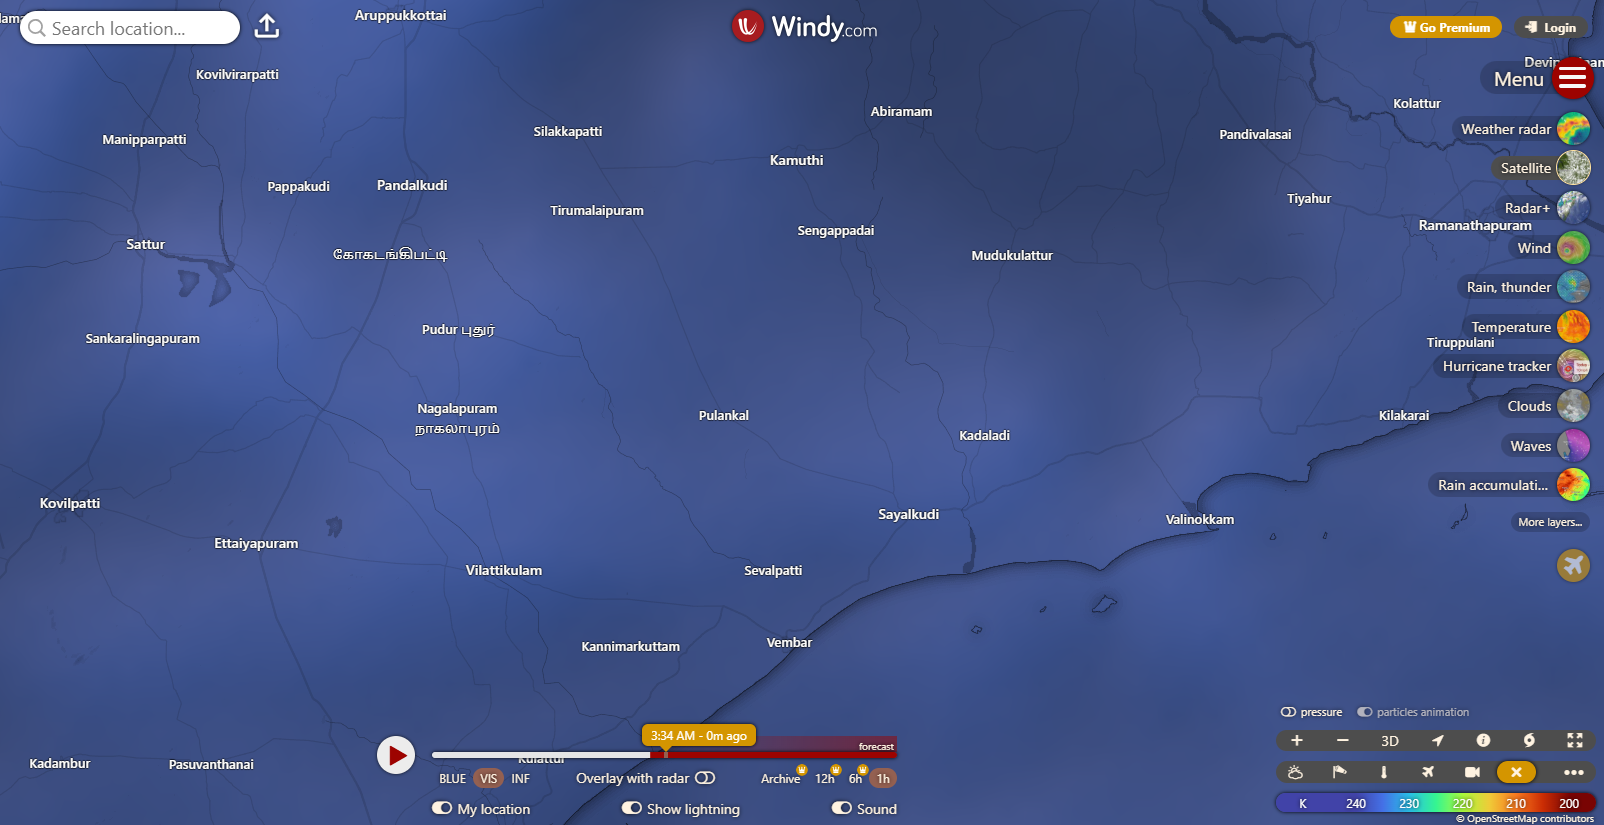 Aruppukkottai
Search location...
Windy.com
Go Premium
Login
Kovilvirarpatti
Menu
Kolattur
Abiramam
Weather radar
Silakkapatti
Pandivalasai
Manipparpatti
Kamuthi
Satellite
Pappakudi
Pandalkudi
Tiyahur
Radar+
Tirumalaipuram
Ramanathapuram
Sengappadai
Sattur
Wind
கோகடங்கிபட்டி
Mudukulattur
Rain, thunder
Pudur புதூர்
Temperature
Sankaralingapuram
Tiruppulani
Hurricane tracker
Nagalapuram
நாகலாபுரம்
Pulankal
Kilakarai
Clouds
Kadaladi
Waves
Rain accumulati...
Kovilpatti
Sayalkudi
Valinokkam
More layers...
Ettaiyapuram
Vilattikulam
Sevalpatti
Kannimarkuttam
Vembar
pressure
particles animation
3:34 AM - 0m ago
forecast
3D
Kadambur
Pasuvanthanai
Kulattur
BLUE VIS INF
Overlay with radar
Archive 12h 6h 1h
My location
Show lightning
Sound
K 240 230 220 210 200
© OpenStreetMap contributors